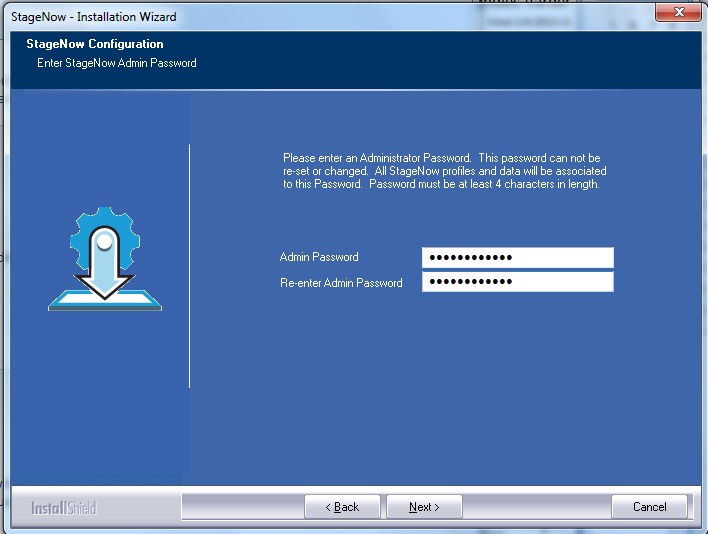 StageNow - Installation Wizard
StageNow Configuration
Enter StageNow Admin Password
Please enter an Administrator Password.  This password can not be
re-set or changed.  All StageNow profiles and data will be associated
to this Password.  Password must be at least 4 characters in length.
Admin Password ••••••••••••
Re-enter Admin Password ••••••••••••
InstallShield
< Back
Next >
Cancel